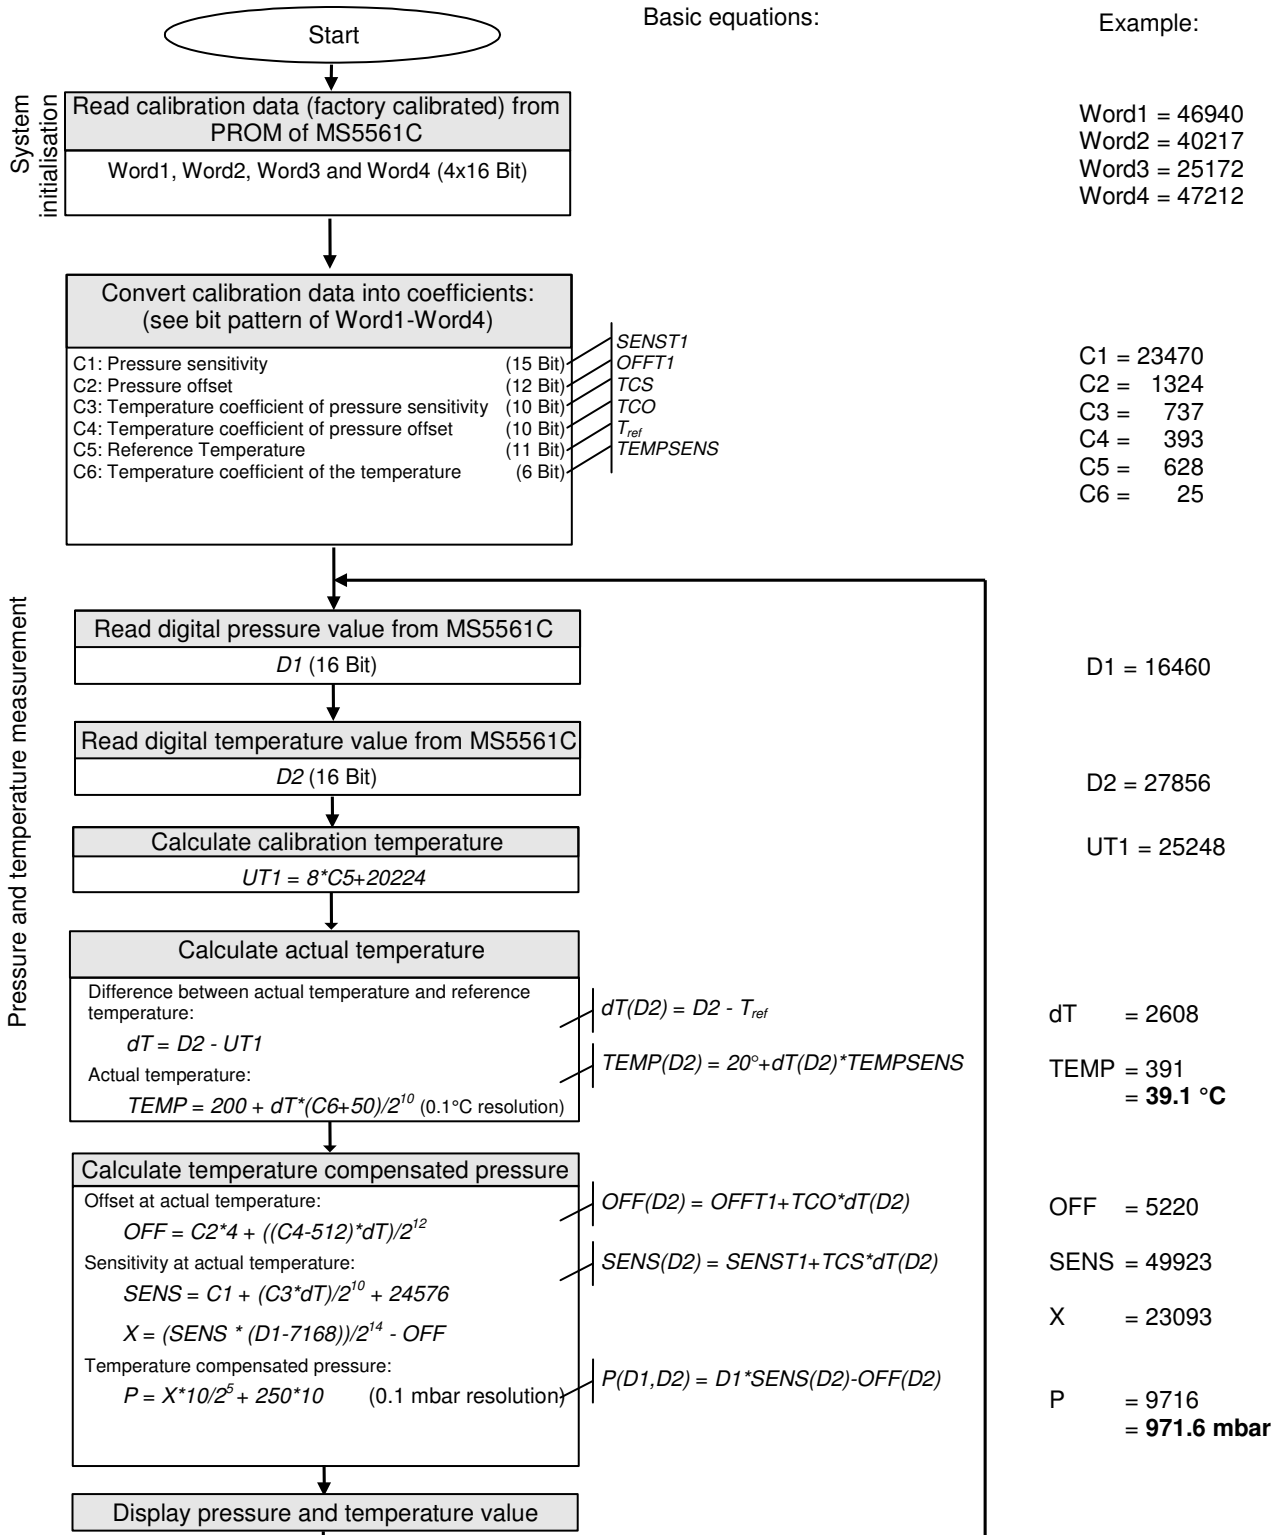 Basic equations:
Example:
Start
System
initialisation
Read calibration data (factory calibrated) from
PROM of MS5561C
Word1, Word2, Word3 and Word4 (4x16 Bit)
Word1 = 46940
Word2 = 40217
Word3 = 25172
Word4 = 47212
Convert calibration data into coefficients:
(see bit pattern of Word1-Word4)
C1: Pressure sensitivity (15 Bit)
C2: Pressure offset (12 Bit)
C3: Temperature coefficient of pressure sensitivity (10 Bit)
C4: Temperature coefficient of pressure offset (10 Bit)
C5: Reference Temperature (11 Bit)
C6: Temperature coefficient of the temperature (6 Bit)
SENST1
OFFT1
TCS
TCO
T_ref
TEMPSENS
C1 = 23470
C2 = 1324
C3 = 737
C4 = 393
C5 = 628
C6 = 25
Pressure and temperature measurement
Read digital pressure value from MS5561C
D1 (16 Bit)
D1 = 16460
Read digital temperature value from MS5561C
D2 (16 Bit)
D2 = 27856
Calculate calibration temperature
UT1 = 8*C5+20224
UT1 = 25248
Calculate actual temperature
Difference between actual temperature and reference
temperature:
dT = D2 - UT1
dT(D2) = D2 - T_ref
dT = 2608
Actual temperature:
TEMP = 200 + dT*(C6+50)/2^10 (0.1°C resolution)
TEMP(D2) = 20°+dT(D2)*TEMPSENS
TEMP = 391
= 39.1 °C
Calculate temperature compensated pressure
Offset at actual temperature:
OFF = C2*4 + ((C4-512)*dT)/2^12
OFF(D2) = OFFT1+TCO*dT(D2)
OFF = 5220
Sensitivity at actual temperature:
SENS = C1 + (C3*dT)/2^10 + 24576
SENS(D2) = SENST1+TCS*dT(D2)
SENS = 49923
X = (SENS * (D1-7168))/2^14 - OFF
X = 23093
Temperature compensated pressure:
P = X*10/2^5 + 250*10 (0.1 mbar resolution)
P(D1,D2) = D1*SENS(D2)-OFF(D2)
P = 9716
= 971.6 mbar
Display pressure and temperature value